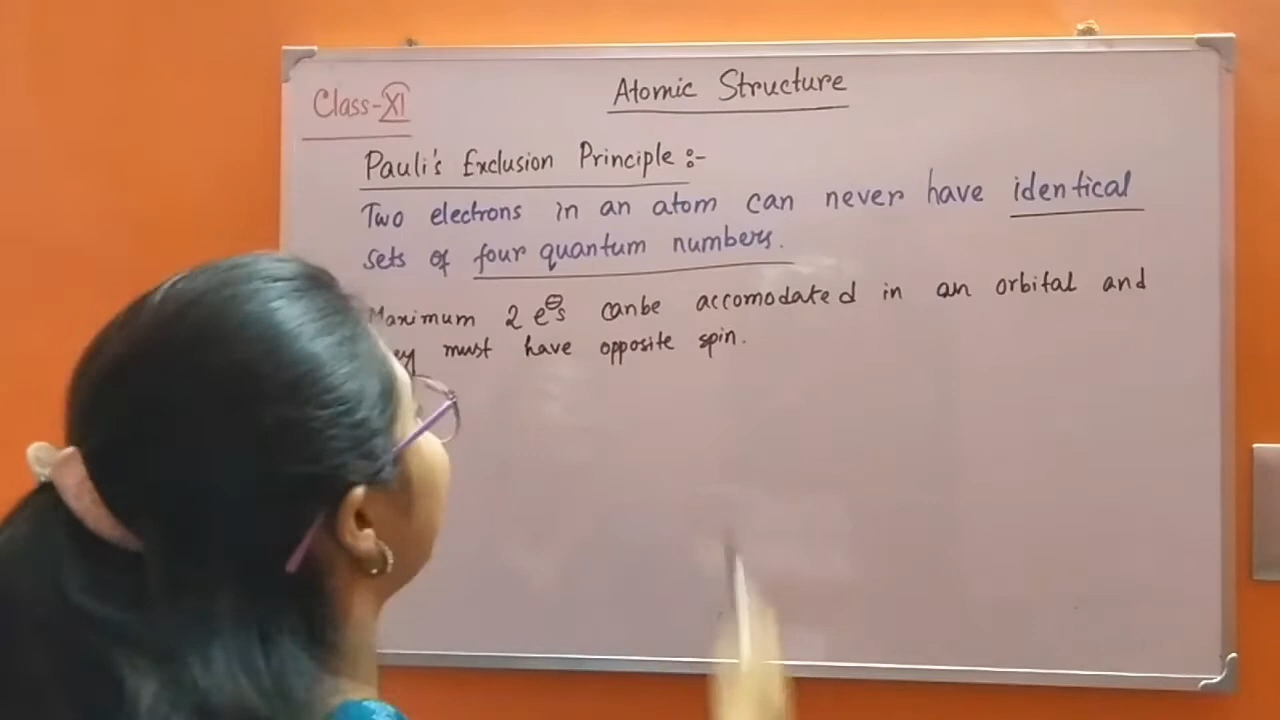 Atomic Structure
Class-XI
Pauli's Exclusion Principle :-
Two electrons in an atom can never have identical
sets of four quantum numbers.
Maximum 2 e⊖s canbe accomodated in an orbital and
must have opposite spin.